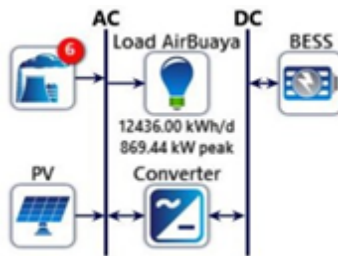 AC DC
6 Load AirBuaya BESS
12436.00 kWh/d
869.44 kW peak
PV Converter